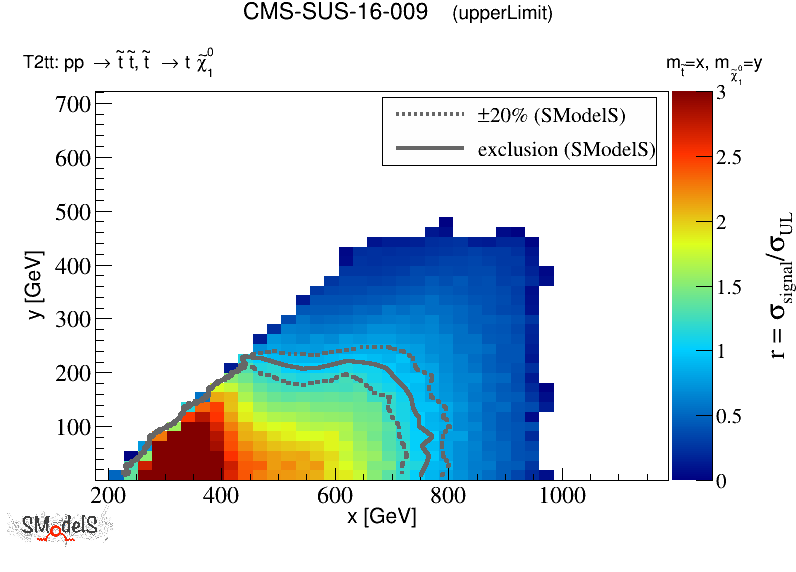 CMS-SUS-16-009 (upperLimit)
T2tt: pp → t̃ t̃, t̃ → t χ̃₁⁰
m_t̃=x, m_χ̃₁⁰=y
±20% (SModelS)
exclusion (SModelS)
y [GeV]
700
600
500
400
300
200
100
200
400
600
800
1000
x [GeV]
3
2.5
2
1.5
1
0.5
0
r = σ_signal/σ_UL
SModelS